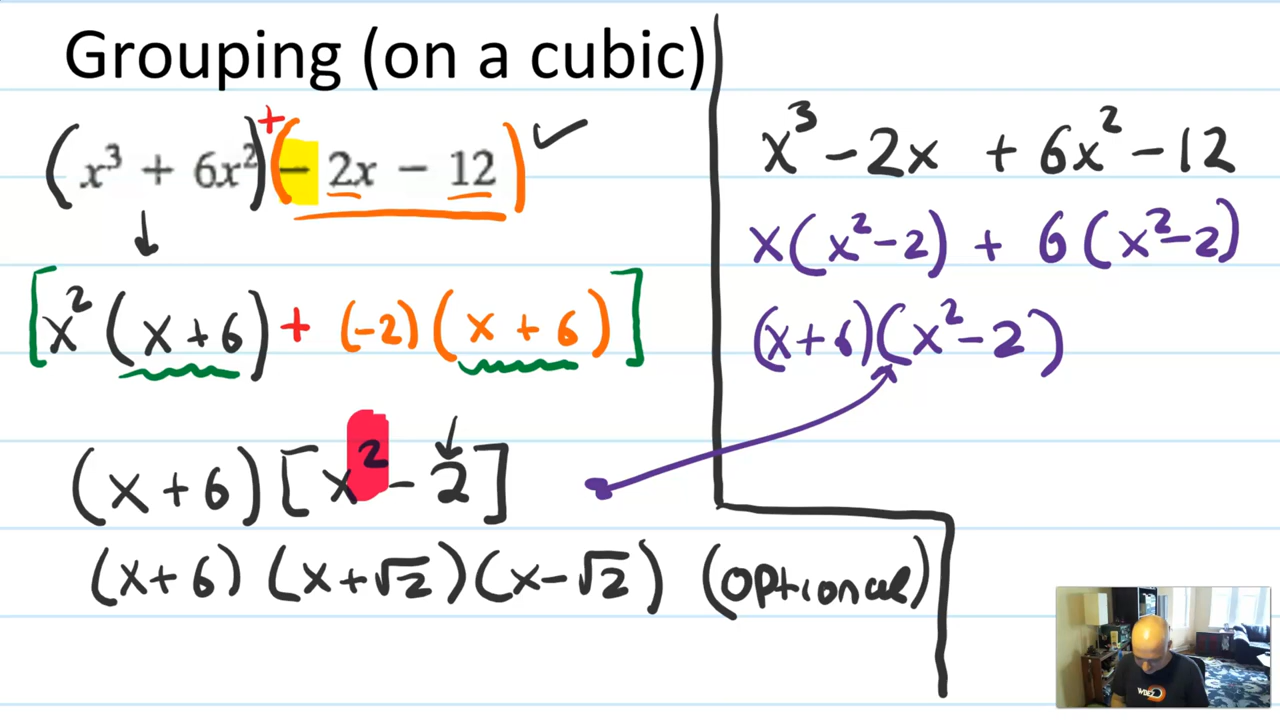 Grouping (on a cubic)
(x³ + 6x²) + (− 2x − 12) ✓
[x² (x + 6) + (-2) (x + 6)]
(x + 6) [x² - 2]
(x + 6) (x + √2) (x - √2) (optional)
x³ - 2x + 6x² - 12
x(x² - 2) + 6(x² - 2)
(x + 6)(x² - 2)